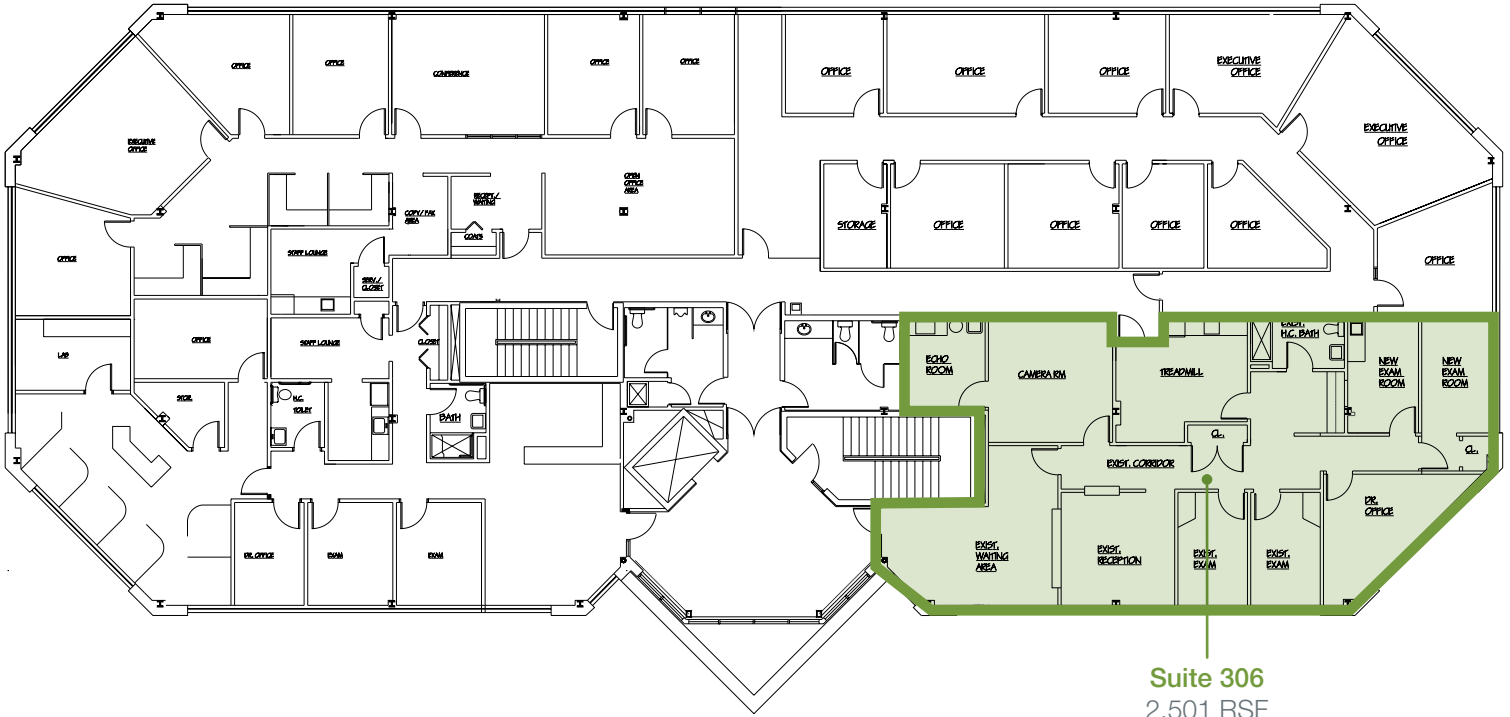 OFFICE
OFFICE
CONFERENCE
OFFICE
OFFICE
OFFICE
OFFICE
OFFICE
EXECUTIVE
OFFICE
EXECUTIVE
OFFICE
EXECUTIVE
OFFICE
OPEN
OFFICE
AREA
RECEPT./
WAITING
COPY/ FAX
AREA
COATS
STORAGE
OFFICE
OFFICE
OFFICE
OFFICE
OFFICE
OFFICE
STAFF LOUNGE
SERV./
CLOSET
OFFICE
STAFF LOUNGE
CLOSET
LAB
STOR.
H.C.
TOILET
BATH
ECHO
ROOM
CAMERA RM
TREADMILL
EXIST.
H.C. BATH
NEW
EXAM
ROOM
NEW
EXAM
ROOM
CL.
CL.
EXIST. CORRIDOR
DR.
OFFICE
DR. OFFICE
EXAM
EXAM
EXIST.
WAITING
AREA
EXIST.
RECEPTION
EXIST.
EXAM
EXIST.
EXAM
Suite 306
2,501 RSF